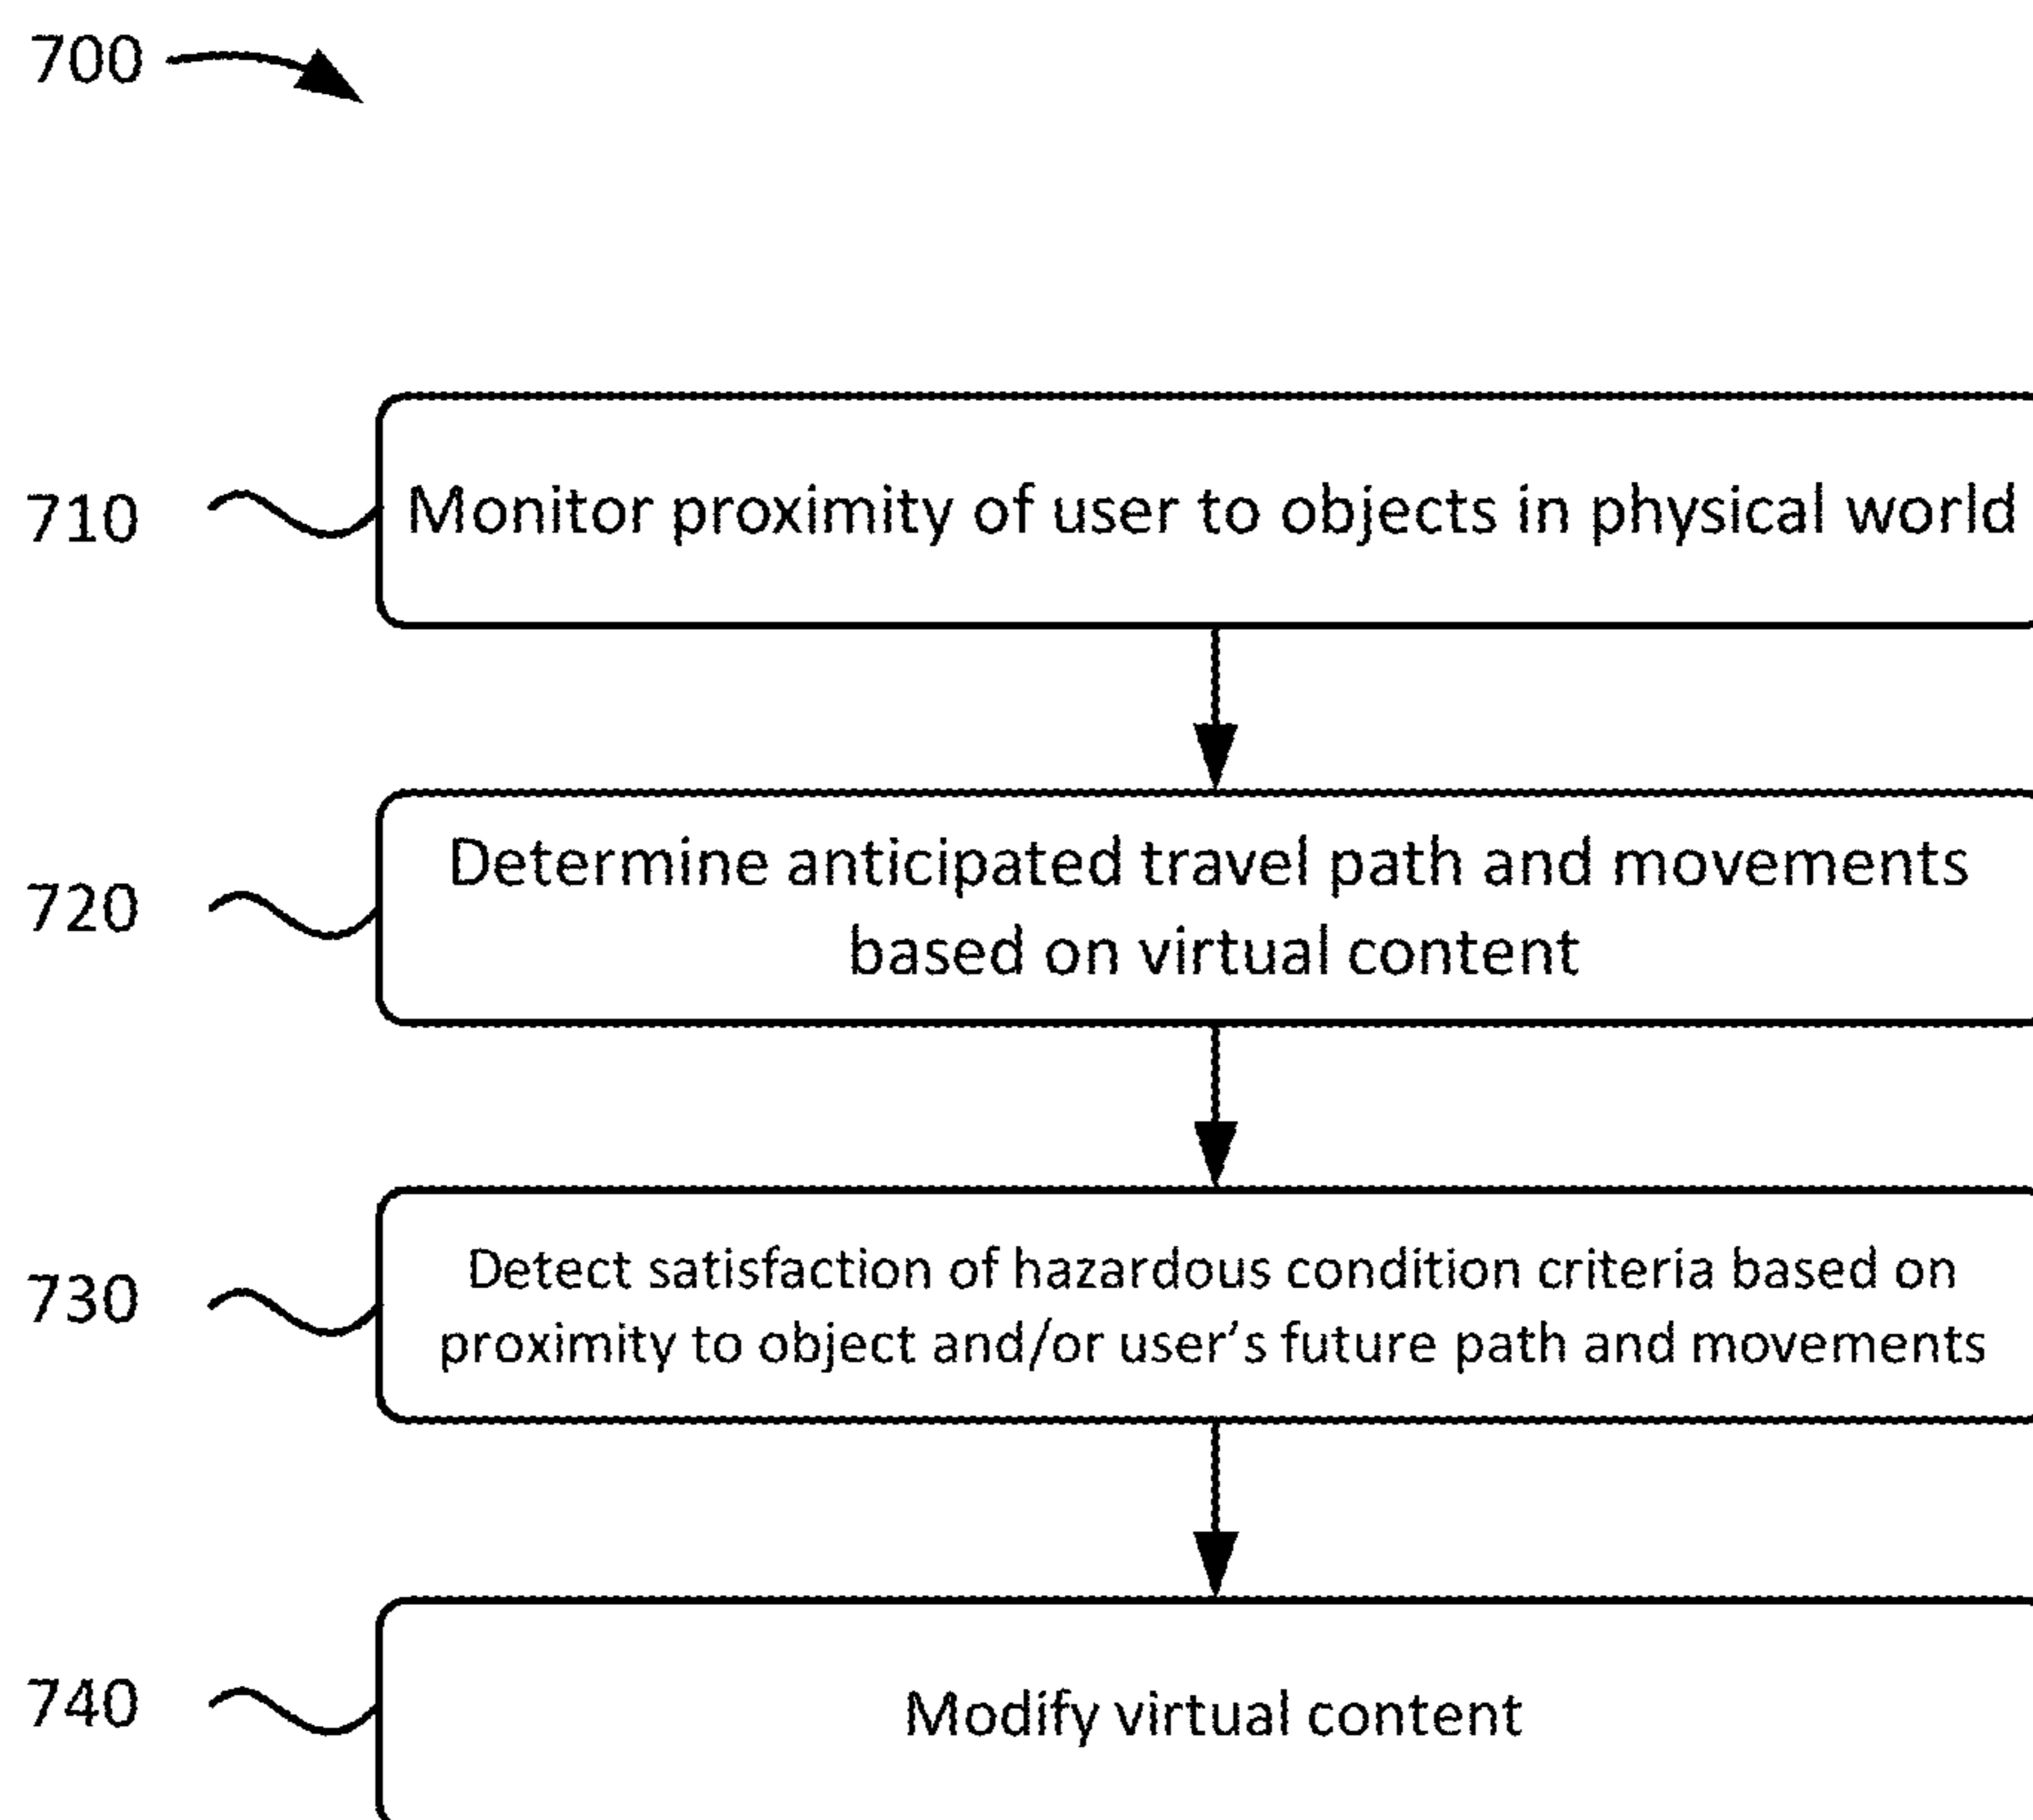 700
710
Monitor proximity of user to objects in physical world
720
Determine anticipated travel path and movements
based on virtual content
730
Detect satisfaction of hazardous condition criteria based on
proximity to object and/or user's future path and movements
740
Modify virtual content